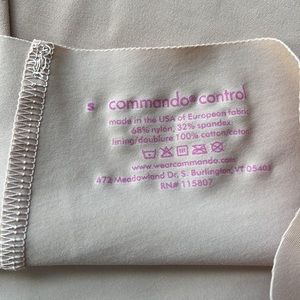 s commando® control
made in the USA of European fabric
68% nylon, 32% spandex
lining/doublure 100% cotton/coton
www.wearcommando.com
472 Meadowland Dr, S. Burlington, VT 05403
RN# 115807